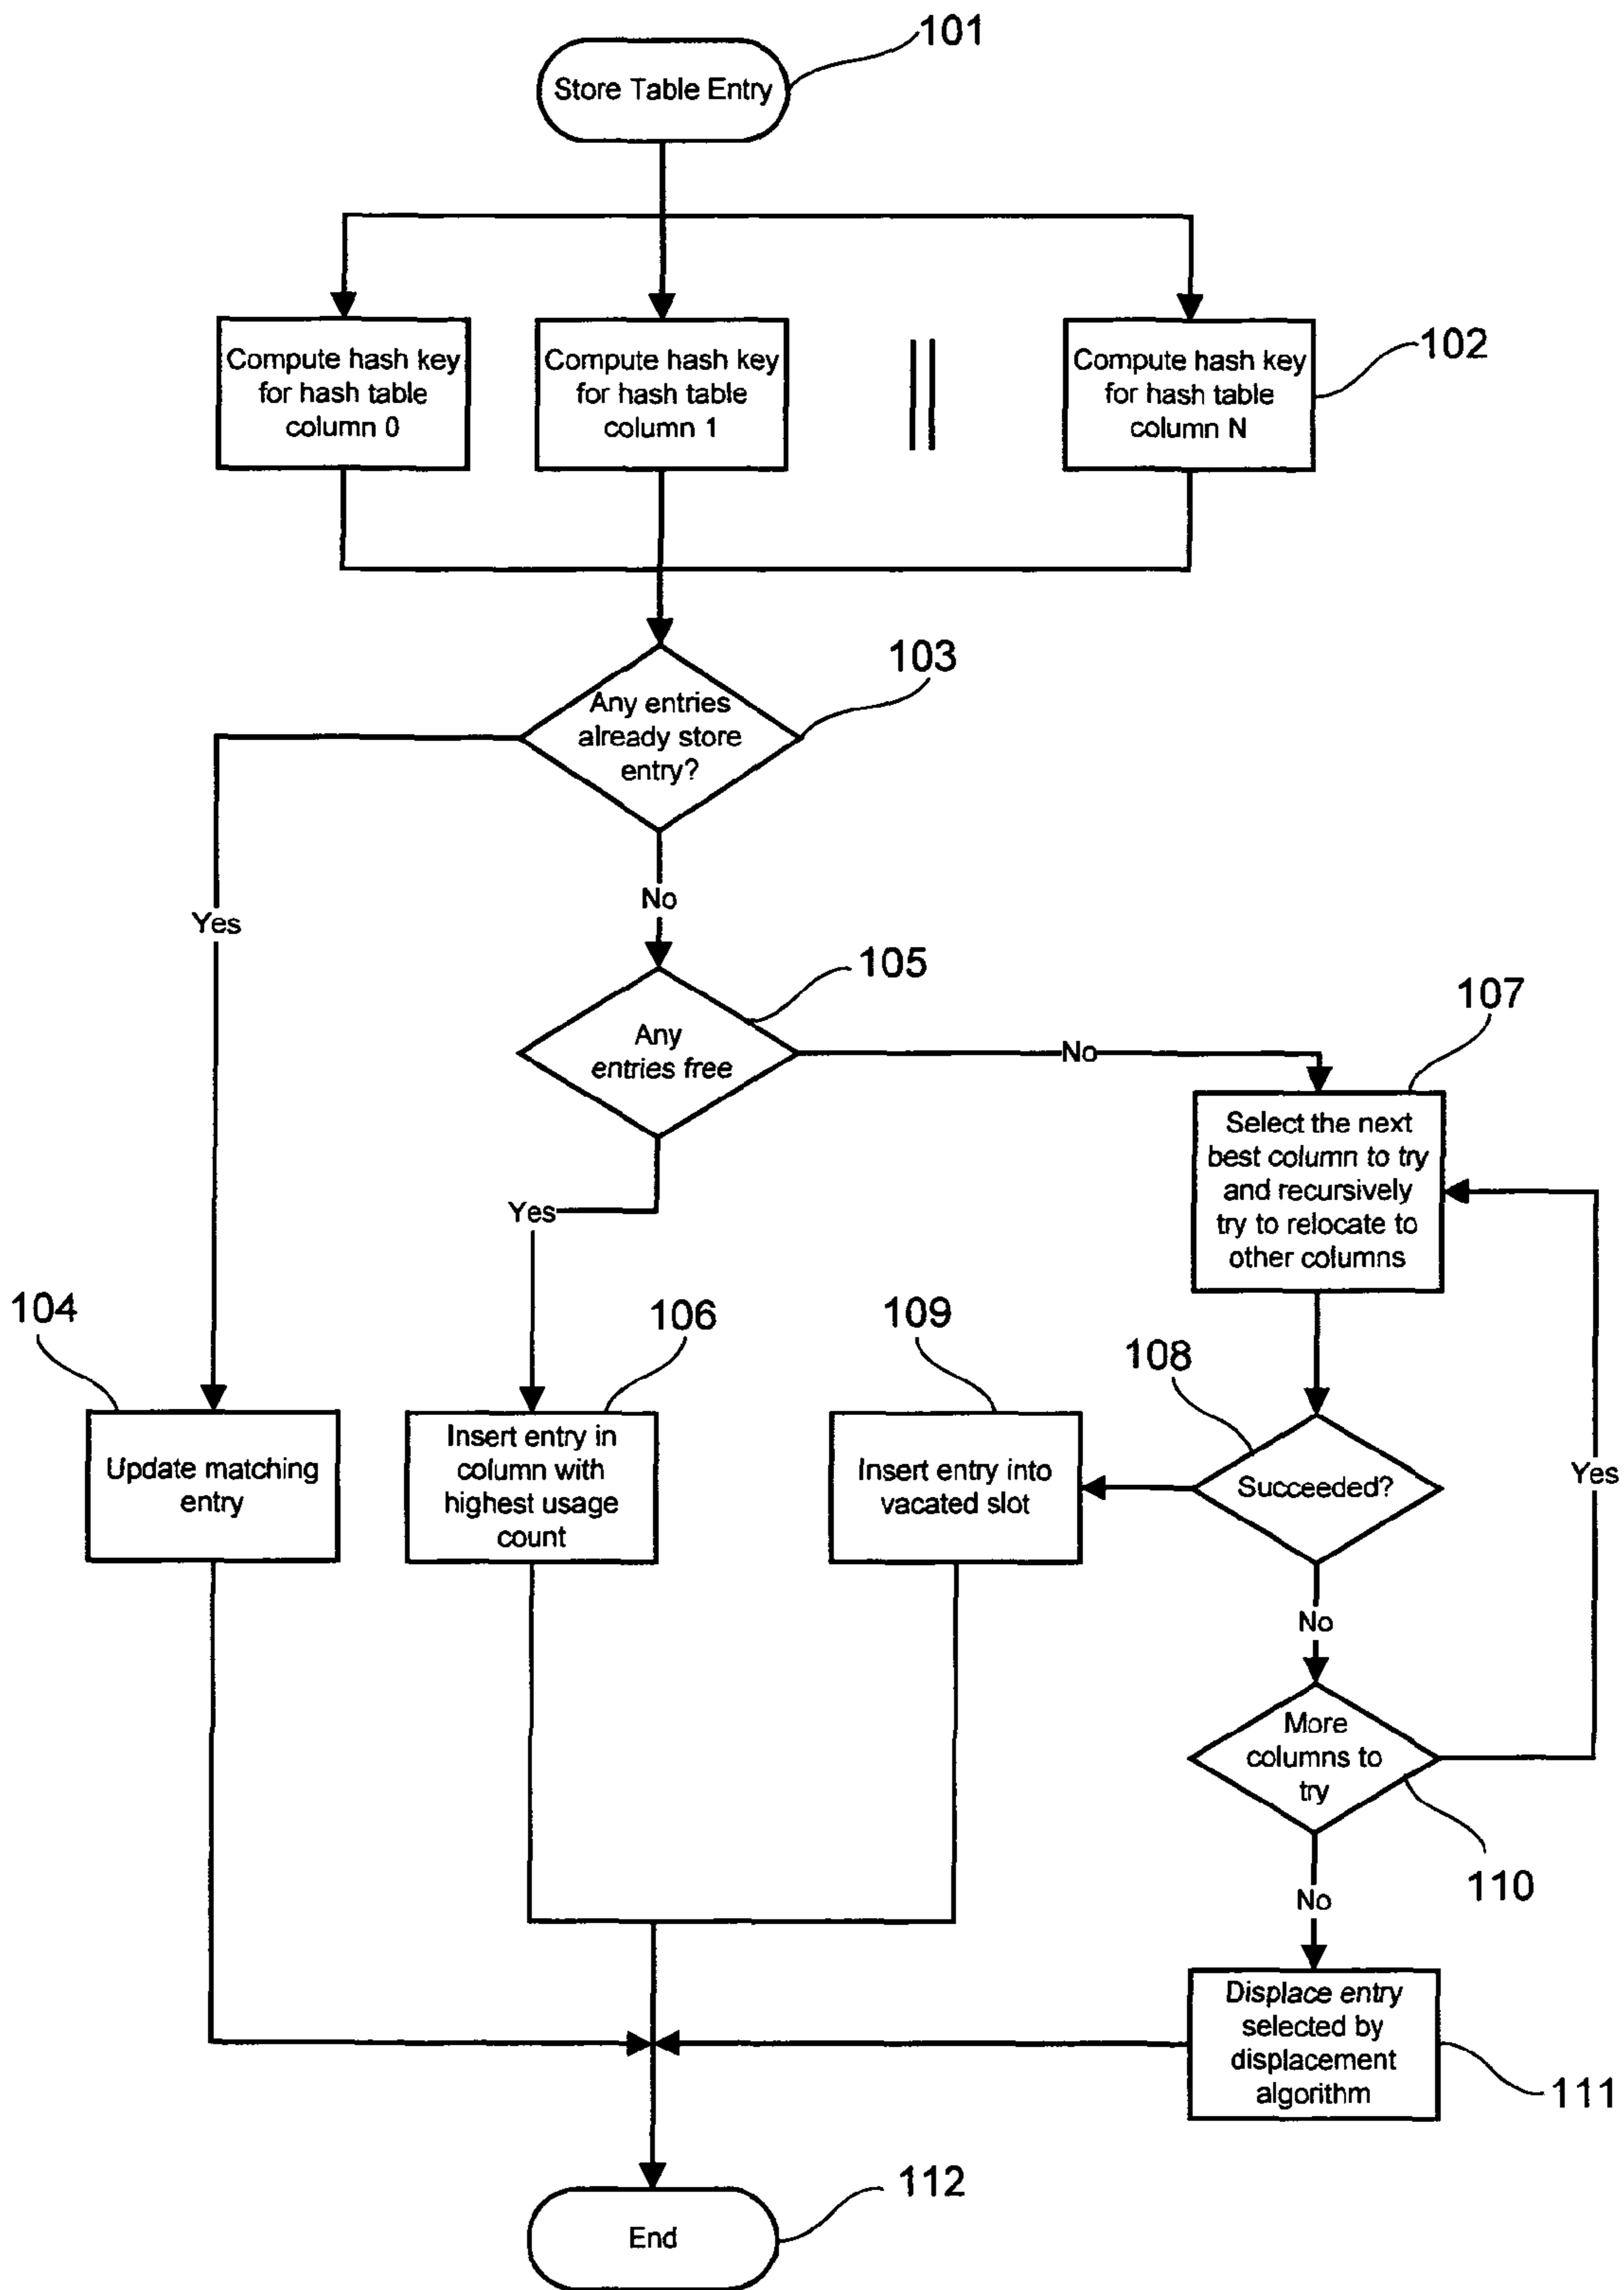 101
Store Table Entry
Compute hash key
for hash table
column 0
Compute hash key
for hash table
column 1
Compute hash key
for hash table
column N
102
103
Any entries
already store
entry?
Yes
No
105
Any
entries free
No
107
Select the next
best column to try
and recursively
try to relocate to
other columns
Yes
104
Update matching
entry
106
Insert entry in
column with
highest usage
count
109
Insert entry into
vacated slot
108
Succeeded?
Yes
No
More
columns to
try
110
No
Displace entry
selected by
displacement
algorithm
111
112
End